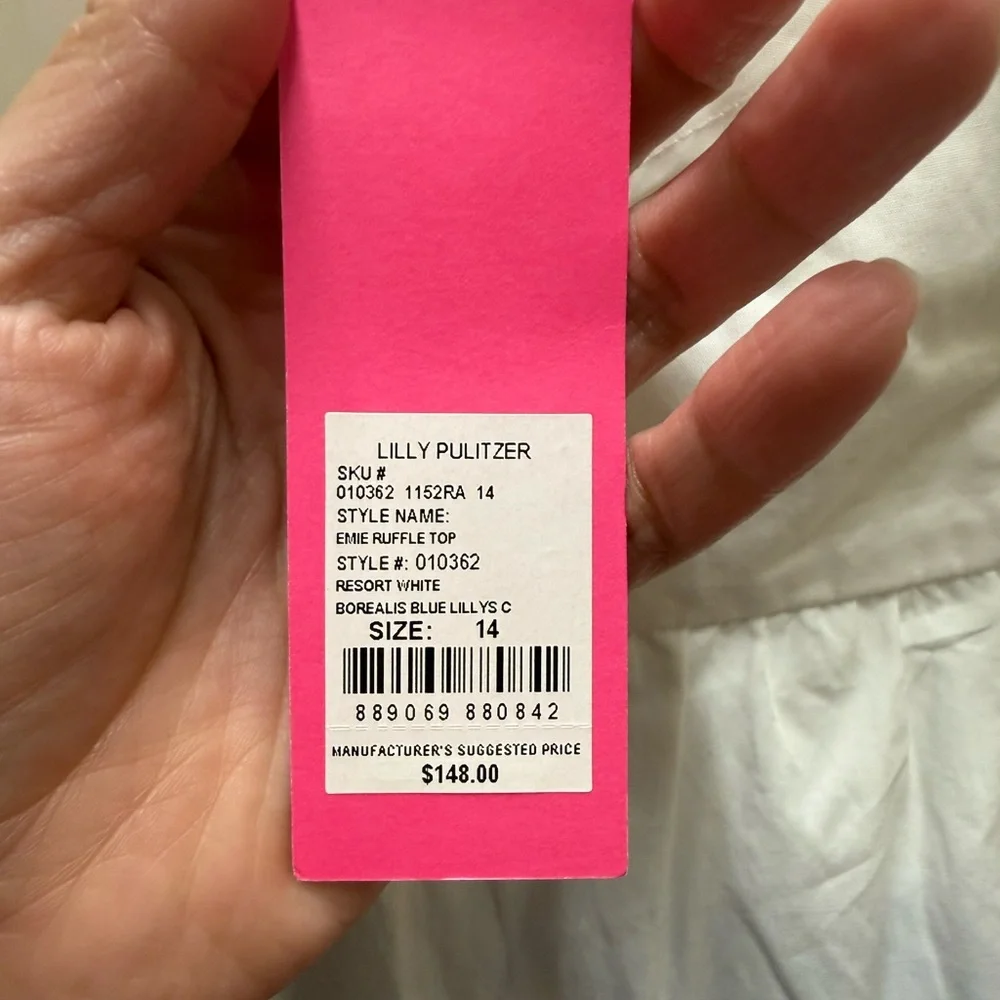 LILLY PULITZER
SKU #
010362 1152RA 14
STYLE NAME:
EMIE RUFFLE TOP
STYLE #: 010362
RESORT WHITE
BOREALIS BLUE LILLYS C
SIZE: 14
889069 880842
MANUFACTURER'S SUGGESTED PRICE
$148.00